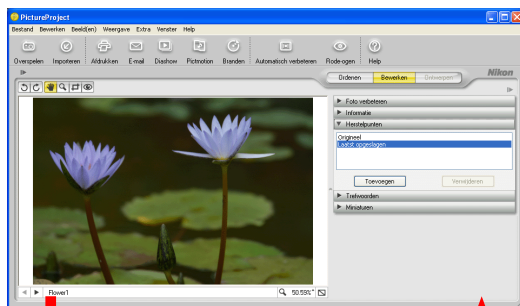 PictureProject
Bestand Bewerken Beeld(en) Weergave Extra Venster Help
Overspelen Importeren Afdrukken E-mail Diashow Pictmotion Branden Automatisch verbeteren Rode-ogen Help
Ordenen Bewerken Ontwerpen Nikon
Foto verbeteren
Informatie
Herstelpunten
Origineel
Laatst opgeslagen
Toevoegen Verwijderen
Trefwoorden
Miniaturen
Flower1 50.59%